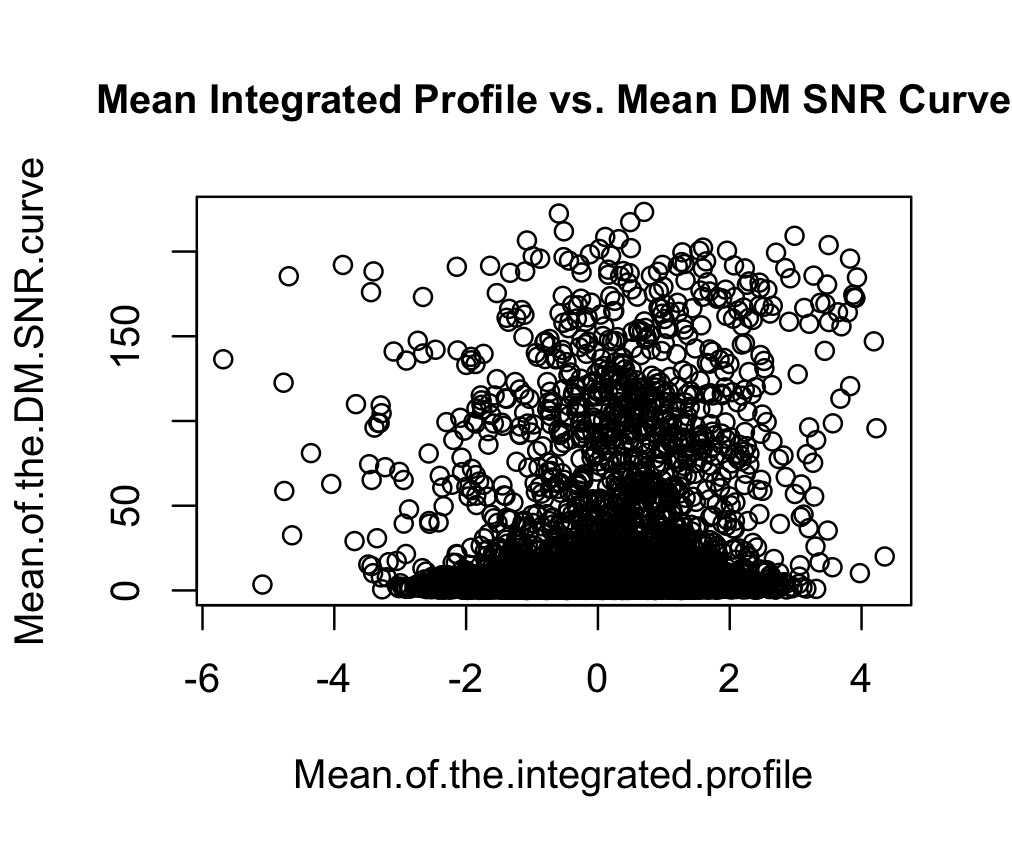 Mean Integrated Profile vs. Mean DM SNR Curve
Mean.of.the.DM.SNR.curve
150
50
0
-6 -4 -2 0 2 4
Mean.of.the.integrated.profile